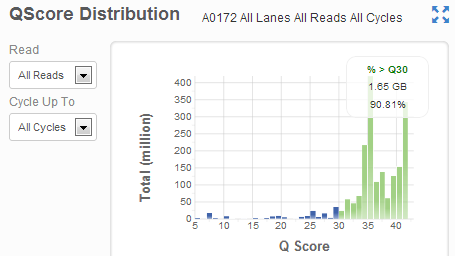 QScore Distribution
A0172 All Lanes All Reads All Cycles
Read
All Reads
Cycle Up To
All Cycles
% > Q30
1.65 GB
90.81%
Total (million)
400
350
300
250
200
150
100
50
0
5 10 15 20 25 30 35 40
Q Score